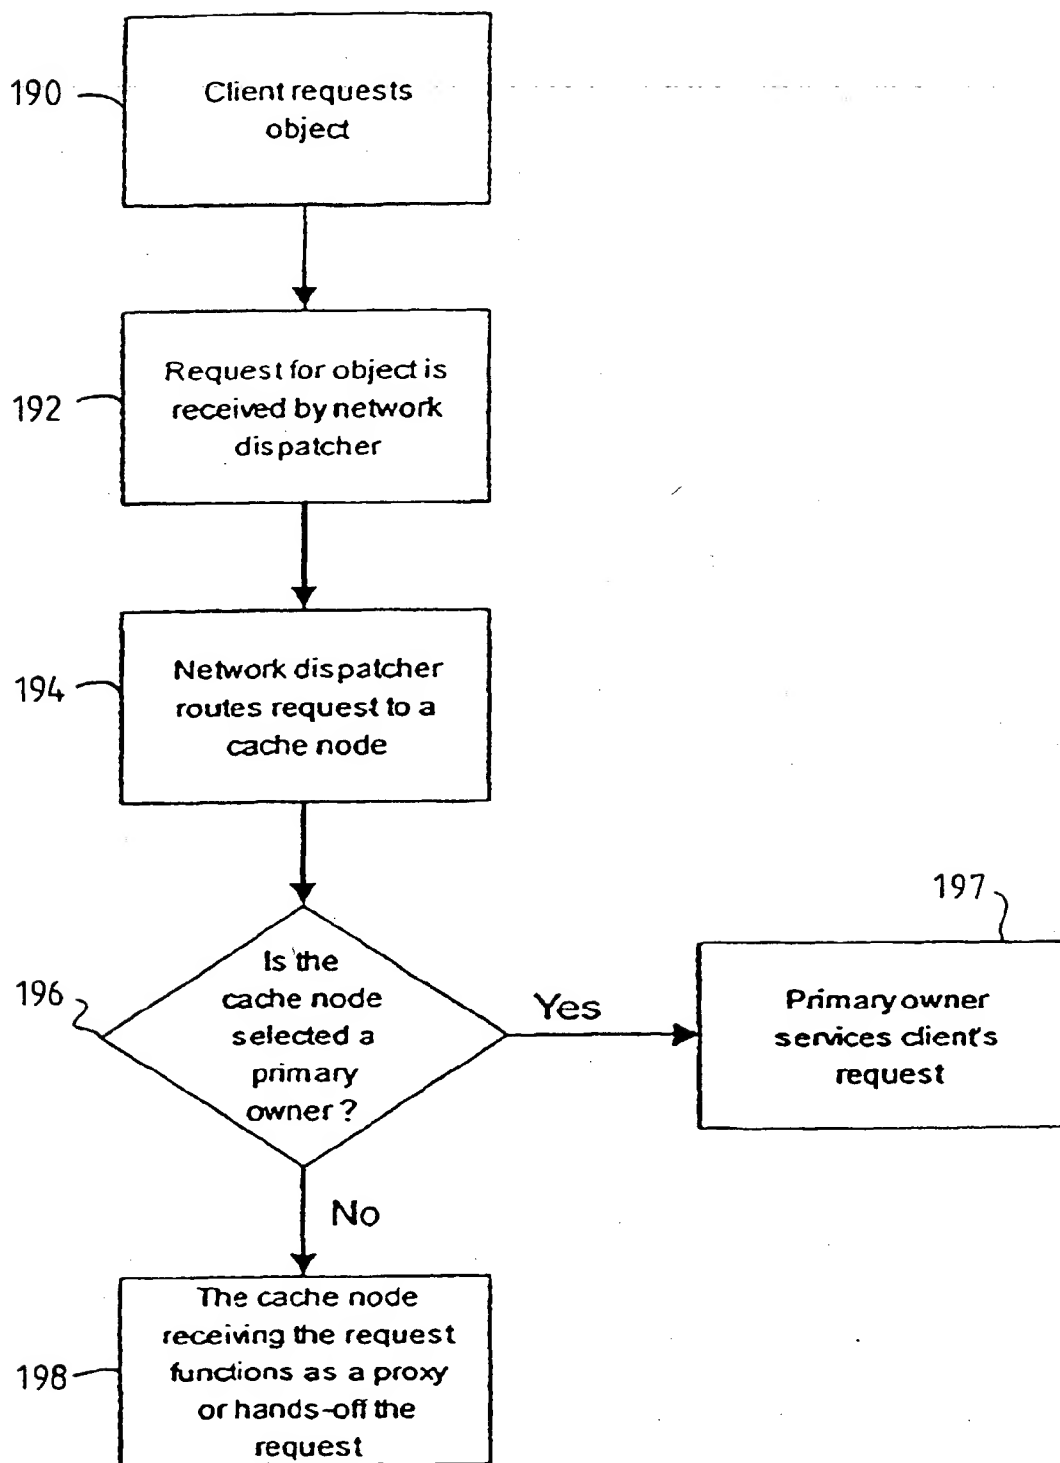 190
Client requests
object
192
Request for object is
received by network
dispatcher
194
Network dispatcher
routes request to a
cache node
196
Is the
cache node
selected a
primary
owner?
Yes
197
Primary owner
services client's
request
No
198
The cache node
receiving the request
functions as a proxy
or hands-off the
request